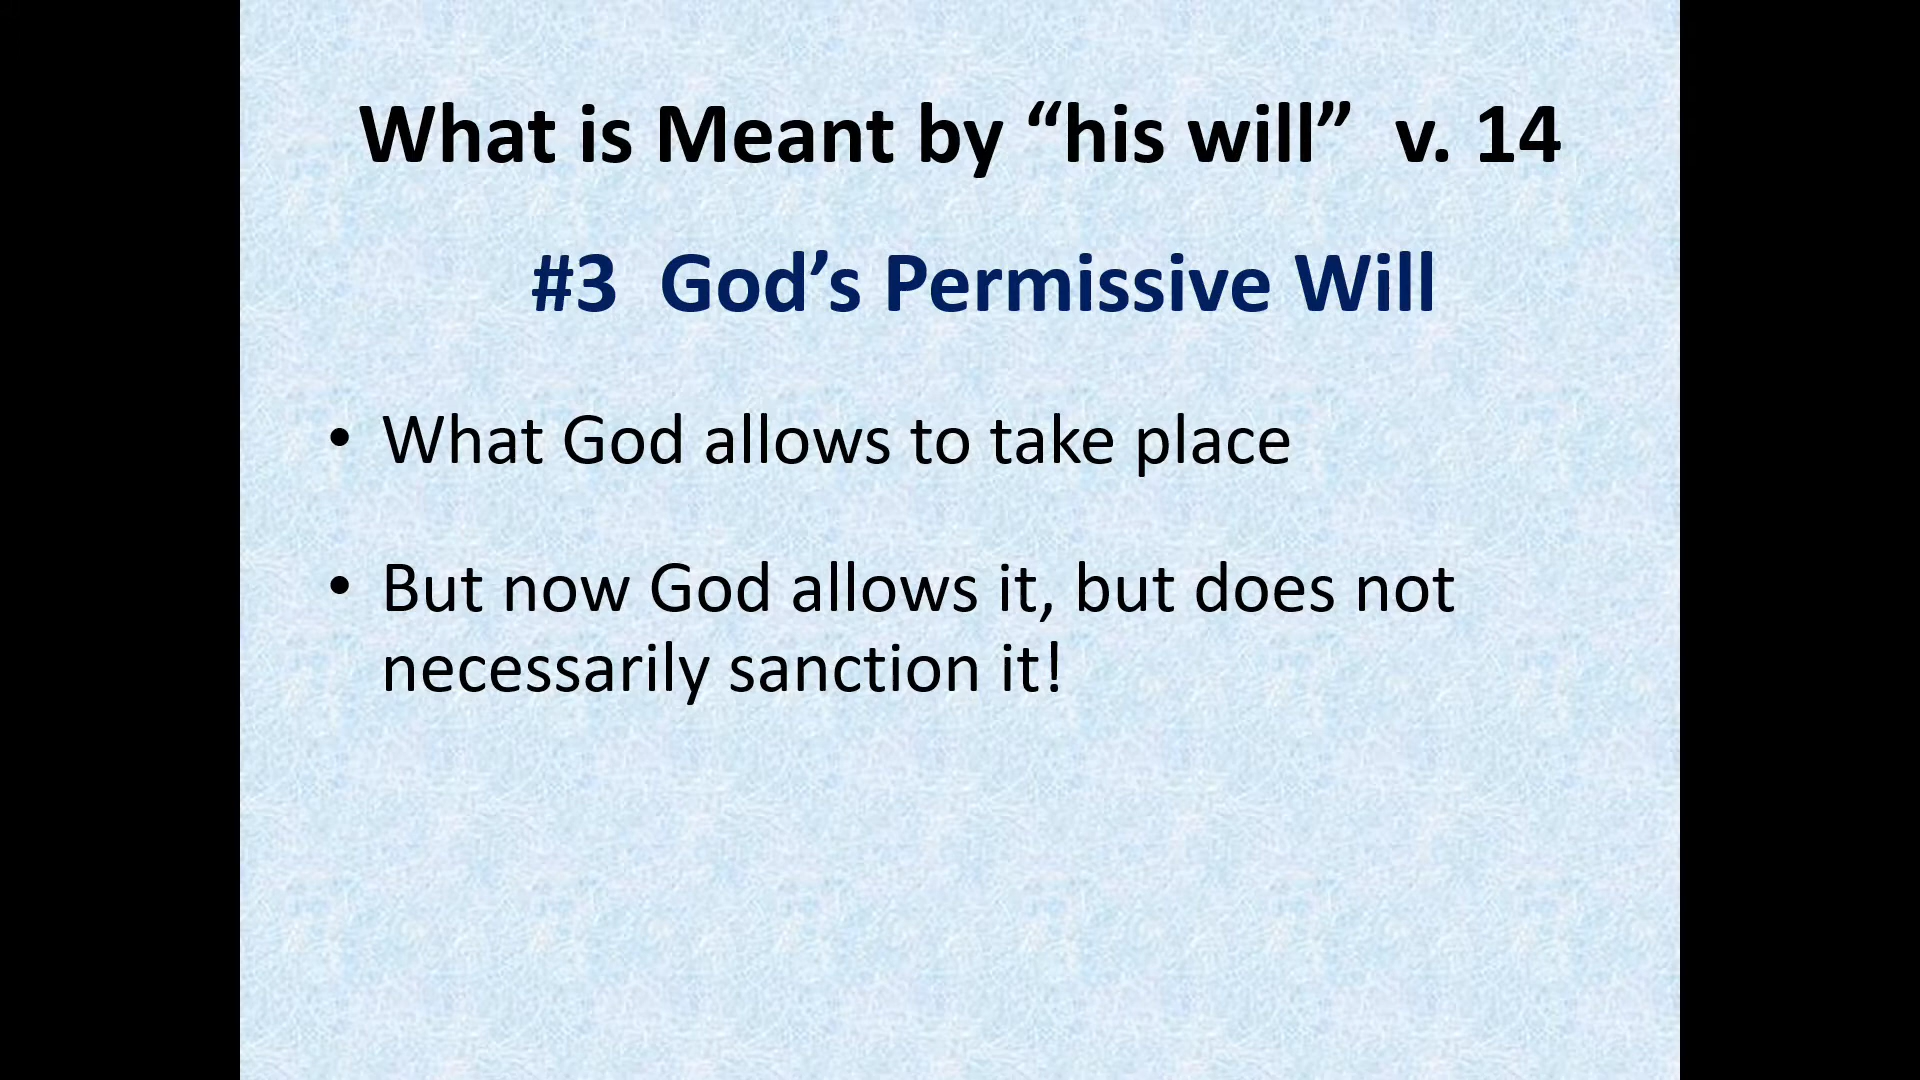 What is Meant by “his will”  v. 14
#3  God’s Permissive Will
• What God allows to take place
• But now God allows it, but does not
necessarily sanction it!